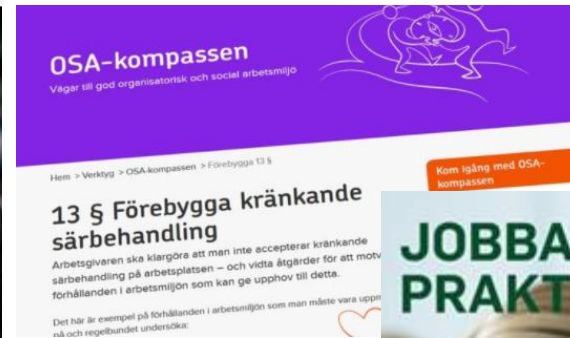 OSA-kompassen
Vägar till god organisatorisk och social arbetsmiljö
Hem > Verktyg > OSA-kompassen > Förebygga 13 §
Kom igång med OSA-
kompassen
13 § Förebygga kränkande
särbehandling
Arbetsgivaren ska klargöra att man inte accepterar kränkande
särbehandling på arbetsplatsen – och vidta åtgärder för att motv
förhållanden i arbetsmiljön som kan ge upphov till detta.
Det här är exempel på förhållanden i arbetsmiljön som man måste vara uppm
på och regelbundet undersöka:
JOBBA
PRAKT